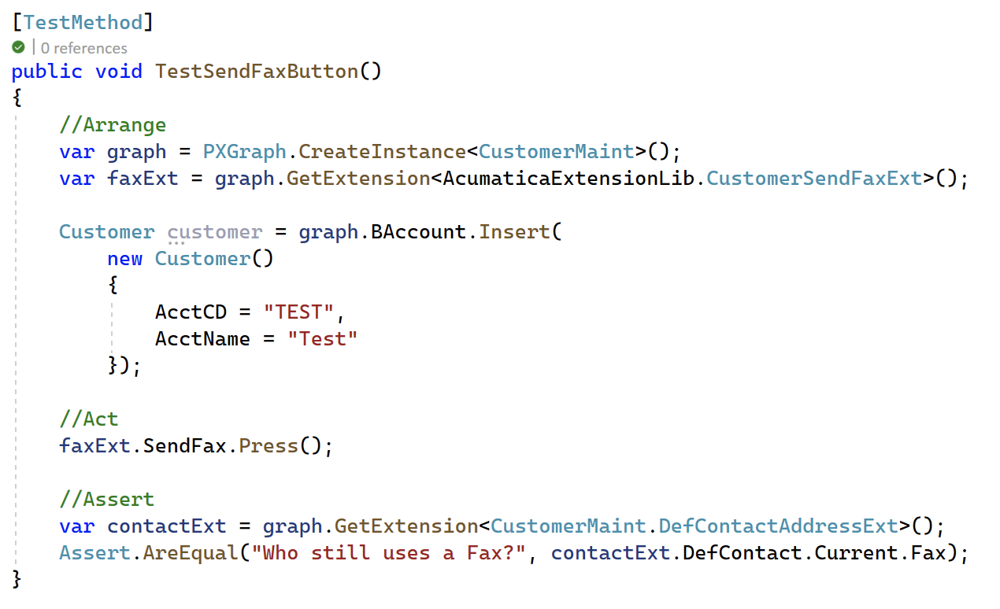 [TestMethod]
| 0 references
public void TestSendFaxButton()
{
    //Arrange
    var graph = PXGraph.CreateInstance<CustomerMaint>();
    var faxExt = graph.GetExtension<AcumaticaExtensionLib.CustomerSendFaxExt>();

    Customer customer = graph.BAccount.Insert(
        new Customer()
        {
            AcctCD = "TEST",
            AcctName = "Test"
        });

    //Act
    faxExt.SendFax.Press();

    //Assert
    var contactExt = graph.GetExtension<CustomerMaint.DefContactAddressExt>();
    Assert.AreEqual("Who still uses a Fax?", contactExt.DefContact.Current.Fax);
}